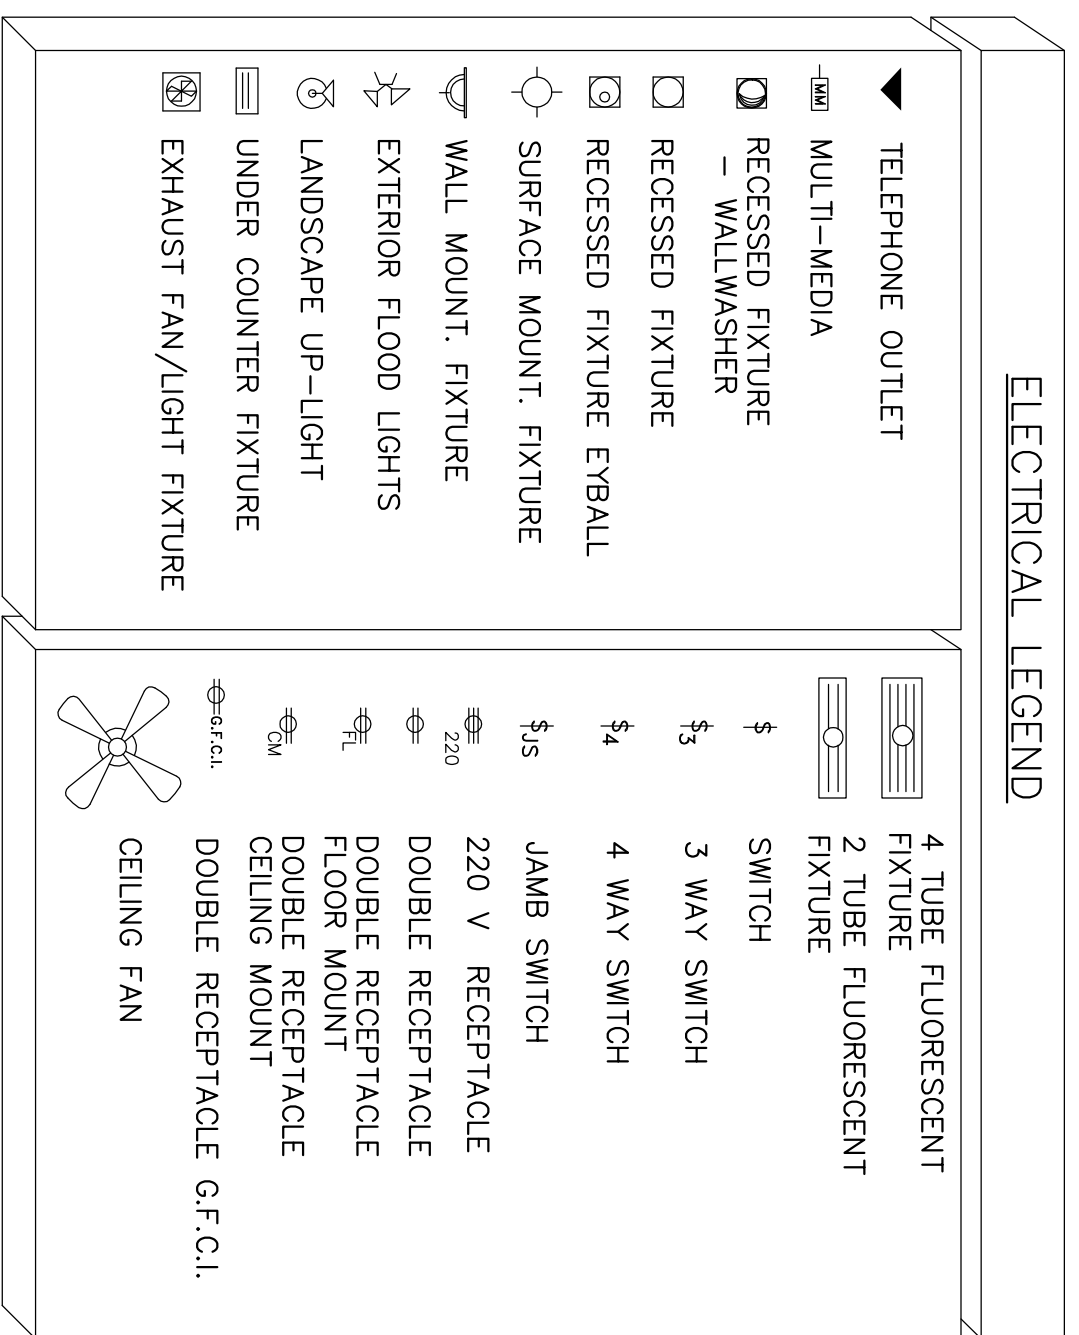 ELECTRICAL LEGEND
TELEPHONE OUTLET
MM MULTI-MEDIA
RECESSED FIXTURE
- WALLWASHER
RECESSED FIXTURE
RECESSED FIXTURE EYBALL
SURFACE MOUNT. FIXTURE
WALL MOUNT. FIXTURE
EXTERIOR FLOOD LIGHTS
LANDSCAPE UP-LIGHT
UNDER COUNTER FIXTURE
EXHAUST FAN/LIGHT FIXTURE
4 TUBE FLUORESCENT
FIXTURE
2 TUBE FLUORESCENT
FIXTURE
$ SWITCH
$3 3 WAY SWITCH
$4 4 WAY SWITCH
$JS JAMB SWITCH
220 220 V RECEPTACLE
DOUBLE RECEPTACLE
FL DOUBLE RECEPTACLE
FLOOR MOUNT
CM DOUBLE RECEPTACLE
CEILING MOUNT
G.F.C.I. DOUBLE RECEPTACLE G.F.C.I.
CEILING FAN